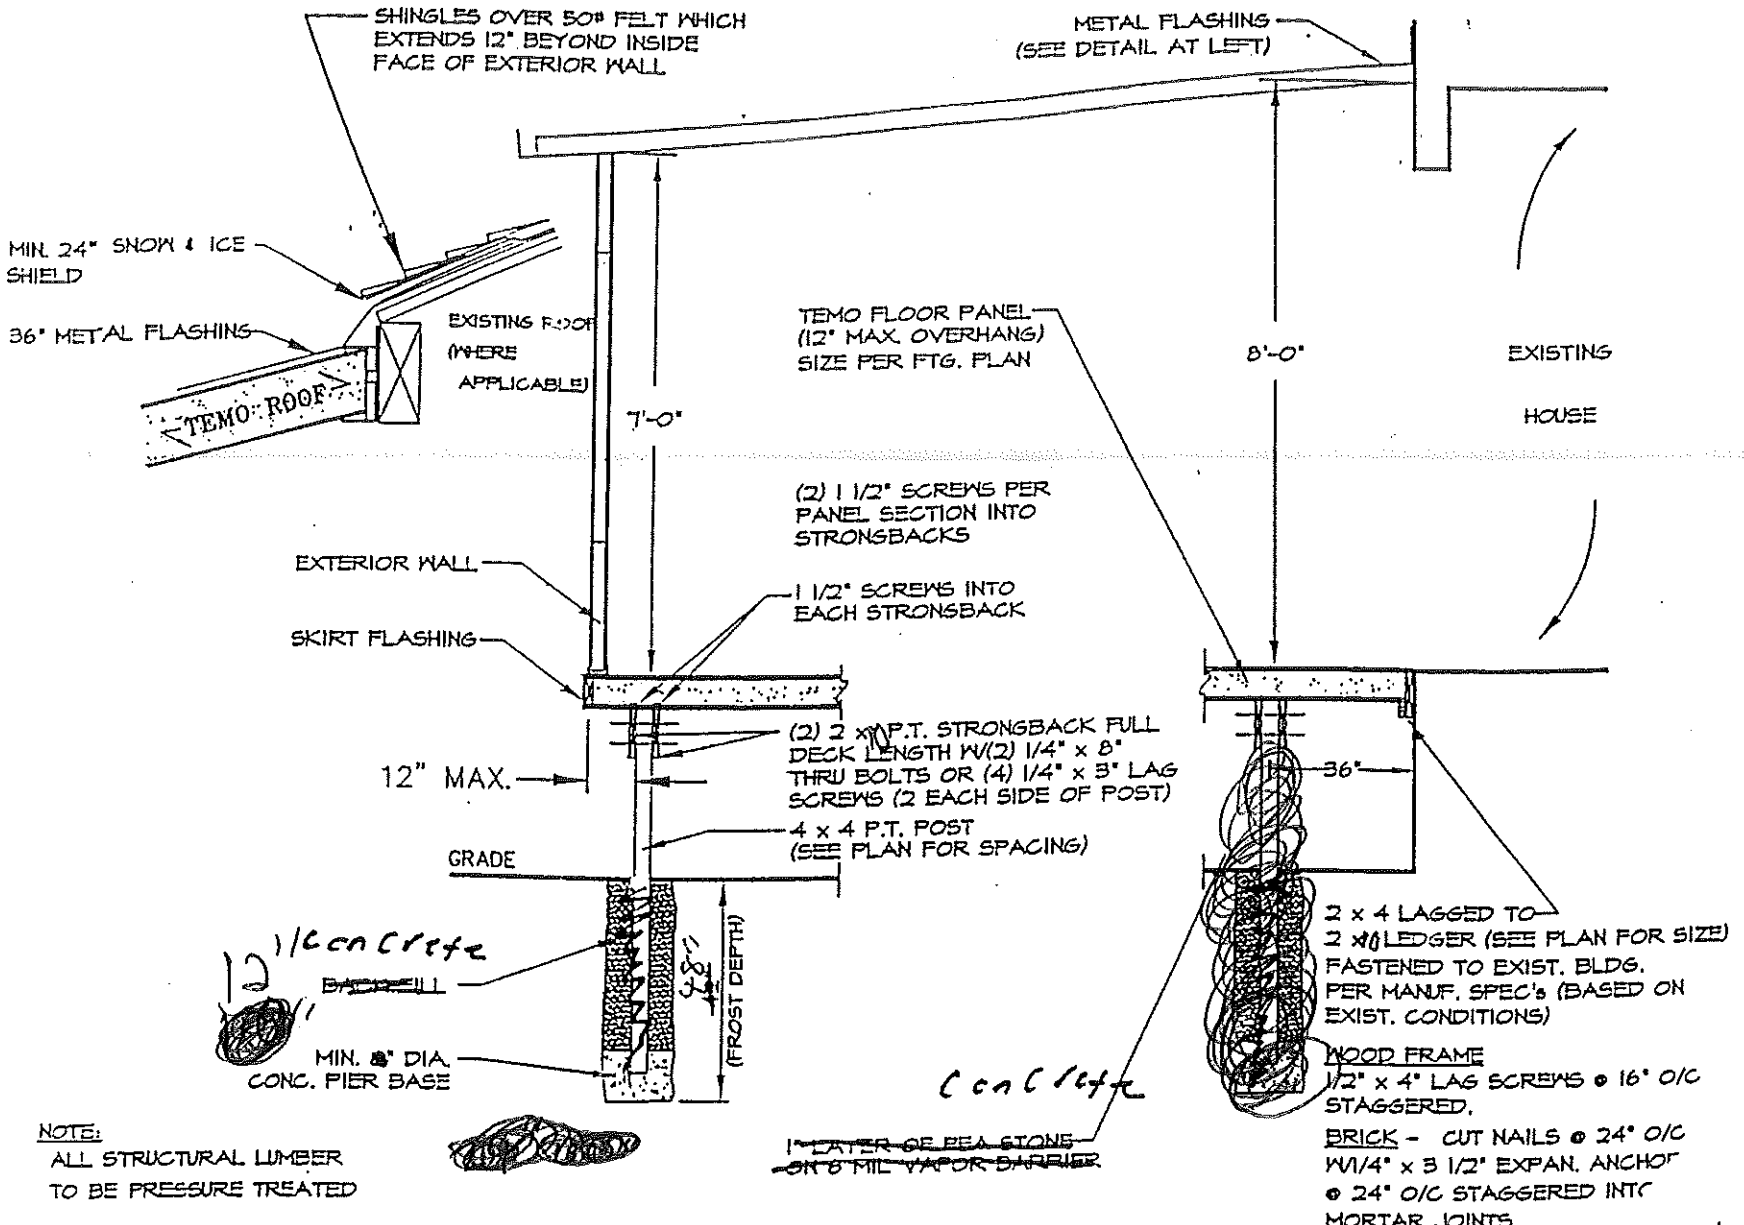 SHINGLES OVER 50# FELT WHICH
EXTENDS 12" BEYOND INSIDE
FACE OF EXTERIOR WALL
METAL FLASHING
(SEE DETAIL AT LEFT)
MIN. 24" SNOW & ICE
SHIELD
36" METAL FLASHING
EXISTING ROOF
(WHERE
APPLICABLE)
<TEMO ROOF>
7'-0"
TEMO FLOOR PANEL
(12" MAX. OVERHANG)
SIZE PER FTG. PLAN
8'-0"
EXISTING
HOUSE
(2) 1 1/2" SCREWS PER
PANEL SECTION INTO
STRONGBACKS
EXTERIOR WALL
1 1/2" SCREWS INTO
EACH STRONGBACK
SKIRT FLASHING
(2) 2 x 10 P.T. STRONGBACK FULL
DECK LENGTH W/(2) 1/4" x 8"
THRU BOLTS OR (4) 1/4" x 3" LAG
SCREWS (2 EACH SIDE OF POST)
12" MAX.
36"
4 x 4 P.T. POST
(SEE PLAN FOR SPACING)
GRADE
12" Concrete
BACKFILL
48"
(FROST DEPTH)
MIN. 8" DIA.
CONC. PIER BASE
2 x 4 LAGGED TO
2 x 10 LEDGER (SEE PLAN FOR SIZE)
FASTENED TO EXIST. BLDG.
PER MANUF. SPEC's (BASED ON
EXIST. CONDITIONS)
WOOD FRAME
1/2" x 4" LAG SCREWS @ 16" O/C
STAGGERED.
BRICK - CUT NAILS @ 24" O/C
W/1/4" x 3 1/2" EXPAN. ANCHOR
@ 24" O/C STAGGERED INTO
MORTAR JOINTS
Concrete
1" LAYER OF PEA STONE
ON 6 MIL VAPOR BARRIER
NOTE:
ALL STRUCTURAL LUMBER
TO BE PRESSURE TREATED